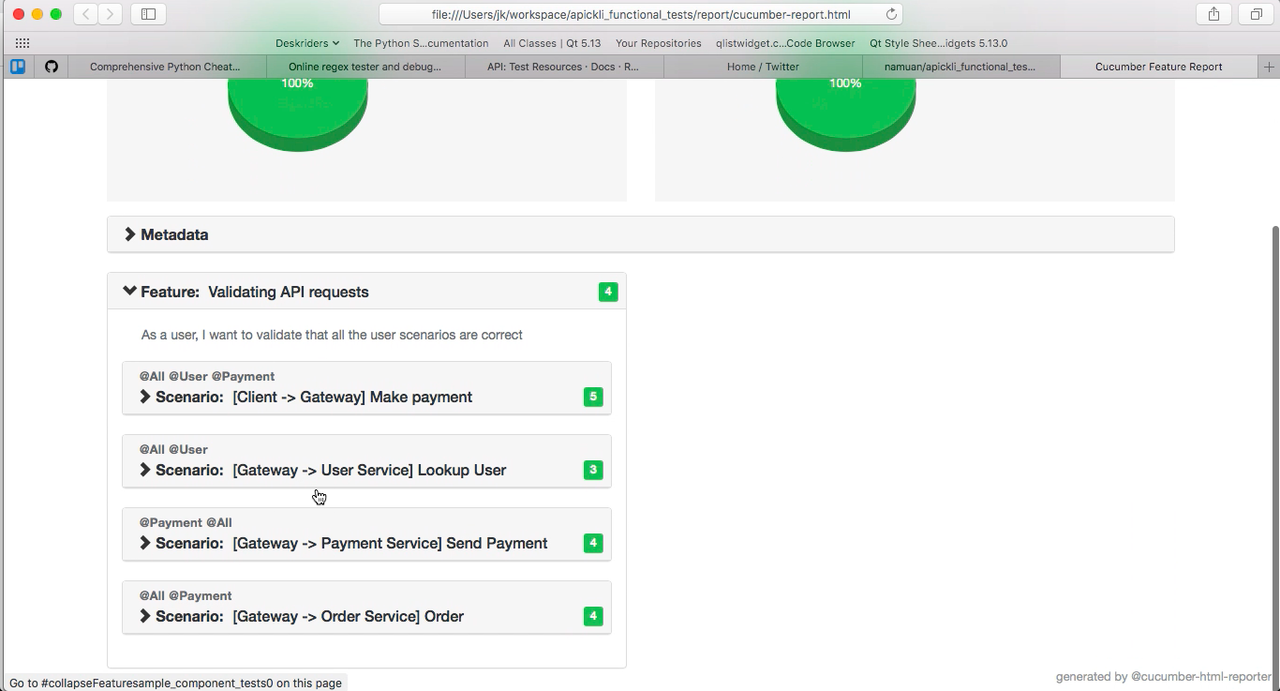 file:///Users/jk/workspace/apickli_functional_tests/report/cucumber-report.html
Deskriders The Python S...cumentation All Classes | Qt 5.13 Your Repositories qlistwidget.c...Code Browser Qt Style Shee...idgets 5.13.0
Comprehensive Python Cheat... Online regex tester and debug... API: Test Resources · Docs · R... Home / Twitter namuan/apickli_functional_tes... Cucumber Feature Report
100% 100%
Metadata
Feature: Validating API requests 4
As a user, I want to validate that all the user scenarios are correct
@All @User @Payment
Scenario: [Client -> Gateway] Make payment 5
@All @User
Scenario: [Gateway -> User Service] Lookup User 3
@Payment @All
Scenario: [Gateway -> Payment Service] Send Payment 4
@All @Payment
Scenario: [Gateway -> Order Service] Order 4
generated by @cucumber-html-reporter
Go to #collapseFeaturesample_component_tests0 on this page